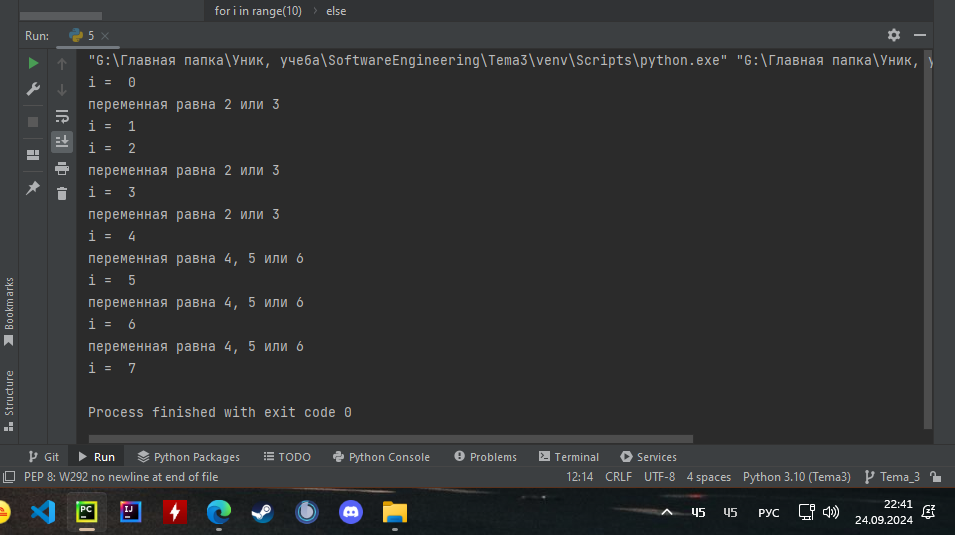 for i in range(10) › else
Run: 5
"G:\Главная папка\Уник, учеба\SoftwareEngineering\Tema3\venv\Scripts\python.exe" "G:\Главная папка\Уник, у
i =  0
переменная равна 2 или 3
i =  1
i =  2
переменная равна 2 или 3
i =  3
переменная равна 2 или 3
i =  4
переменная равна 4, 5 или 6
i =  5
переменная равна 4, 5 или 6
i =  6
переменная равна 4, 5 или 6
i =  7
Process finished with exit code 0
Bookmarks
Structure
Git Run Python Packages TODO Python Console Problems Terminal Services
PEP 8: W292 no newline at end of file 12:14 CRLF UTF-8 4 spaces Python 3.10 (Tema3) Tema_3
PC IJ Ч5 Ч5 РУС 22:41
24.09.2024